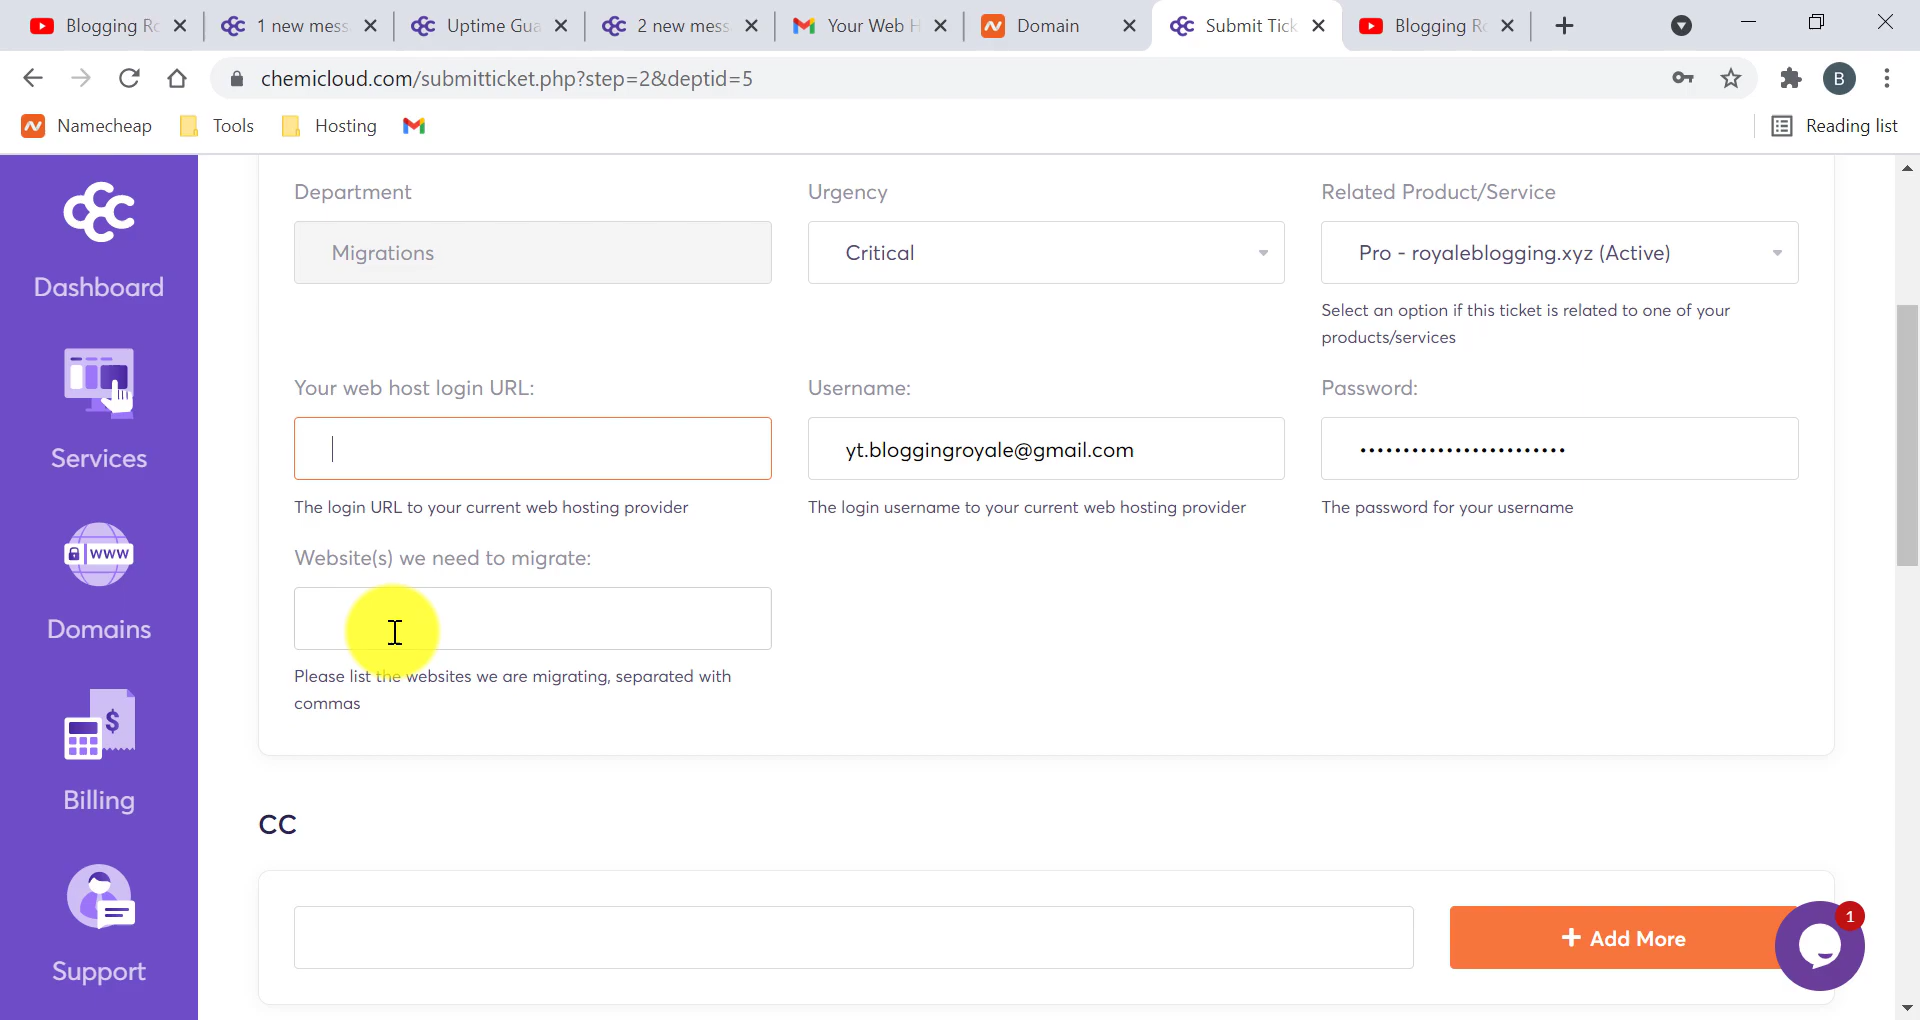 Blogging Ro
1 new mess
Uptime Gua
2 new mess
Your Web H
Domain
Submit Tick
Blogging Ro
chemicloud.com/submitticket.php?step=2&deptid=5
B
Namecheap
Tools
Hosting
Reading list
Dashboard
Services
WWW
Domains
$
Billing
Support
Department
Urgency
Related Product/Service
Migrations
Critical
Pro - royaleblogging.xyz (Active)
Select an option if this ticket is related to one of your
products/services
Your web host login URL:
Username:
Password:
yt.bloggingroyale@gmail.com
•••••••••••••••••••••••
The login URL to your current web hosting provider
The login username to your current web hosting provider
The password for your username
Website(s) we need to migrate:
Please list the websites we are migrating, separated with
commas
CC
+ Add More
1